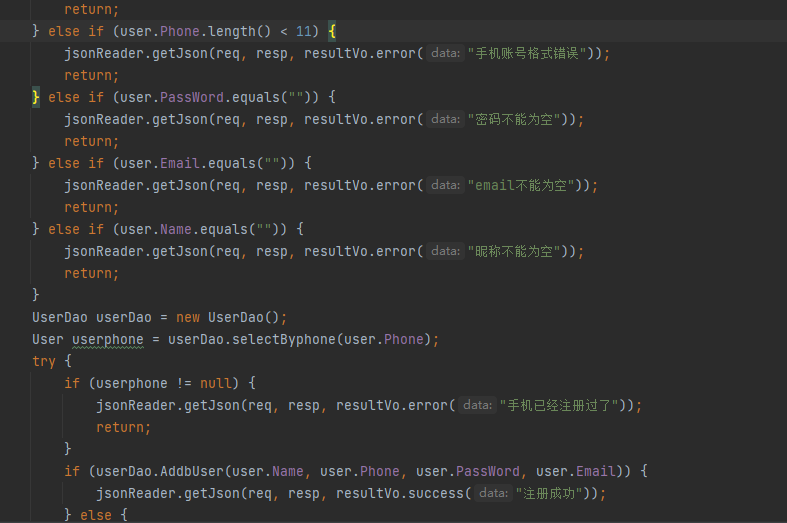 return;
} else if (user.Phone.length() < 11) {
jsonReader.getJson(req, resp, resultVo.error( data: "手机账号格式错误"));
return;
} else if (user.PassWord.equals("")) {
jsonReader.getJson(req, resp, resultVo.error( data: "密码不能为空"));
return;
} else if (user.Email.equals("")) {
jsonReader.getJson(req, resp, resultVo.error( data: "email不能为空"));
return;
} else if (user.Name.equals("")) {
jsonReader.getJson(req, resp, resultVo.error( data: "昵称不能为空"));
return;
}
UserDao userDao = new UserDao();
User userphone = userDao.selectByphone(user.Phone);
try {
if (userphone != null) {
jsonReader.getJson(req, resp, resultVo.error( data: "手机已经注册过了"));
return;
}
if (userDao.AddbUser(user.Name, user.Phone, user.PassWord, user.Email)) {
jsonReader.getJson(req, resp, resultVo.success( data: "注册成功"));
} else {